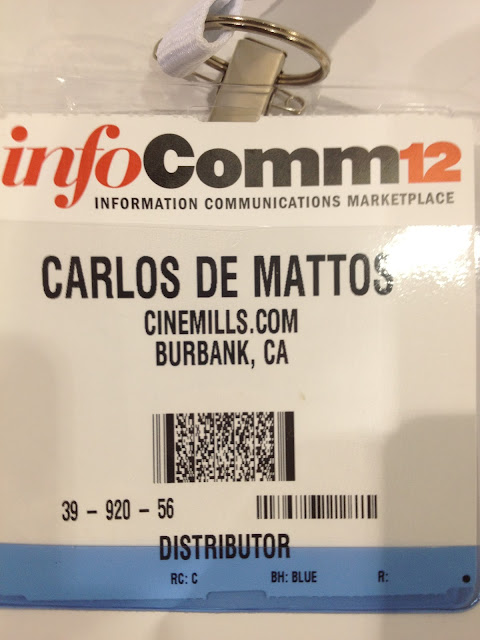 infoComm12
INFORMATION COMMUNICATIONS MARKETPLACE
CARLOS DE MATTOS
CINEMILLS.COM
BURBANK, CA
39 - 920 - 56
DISTRIBUTOR
RC: C BH: BLUE R: